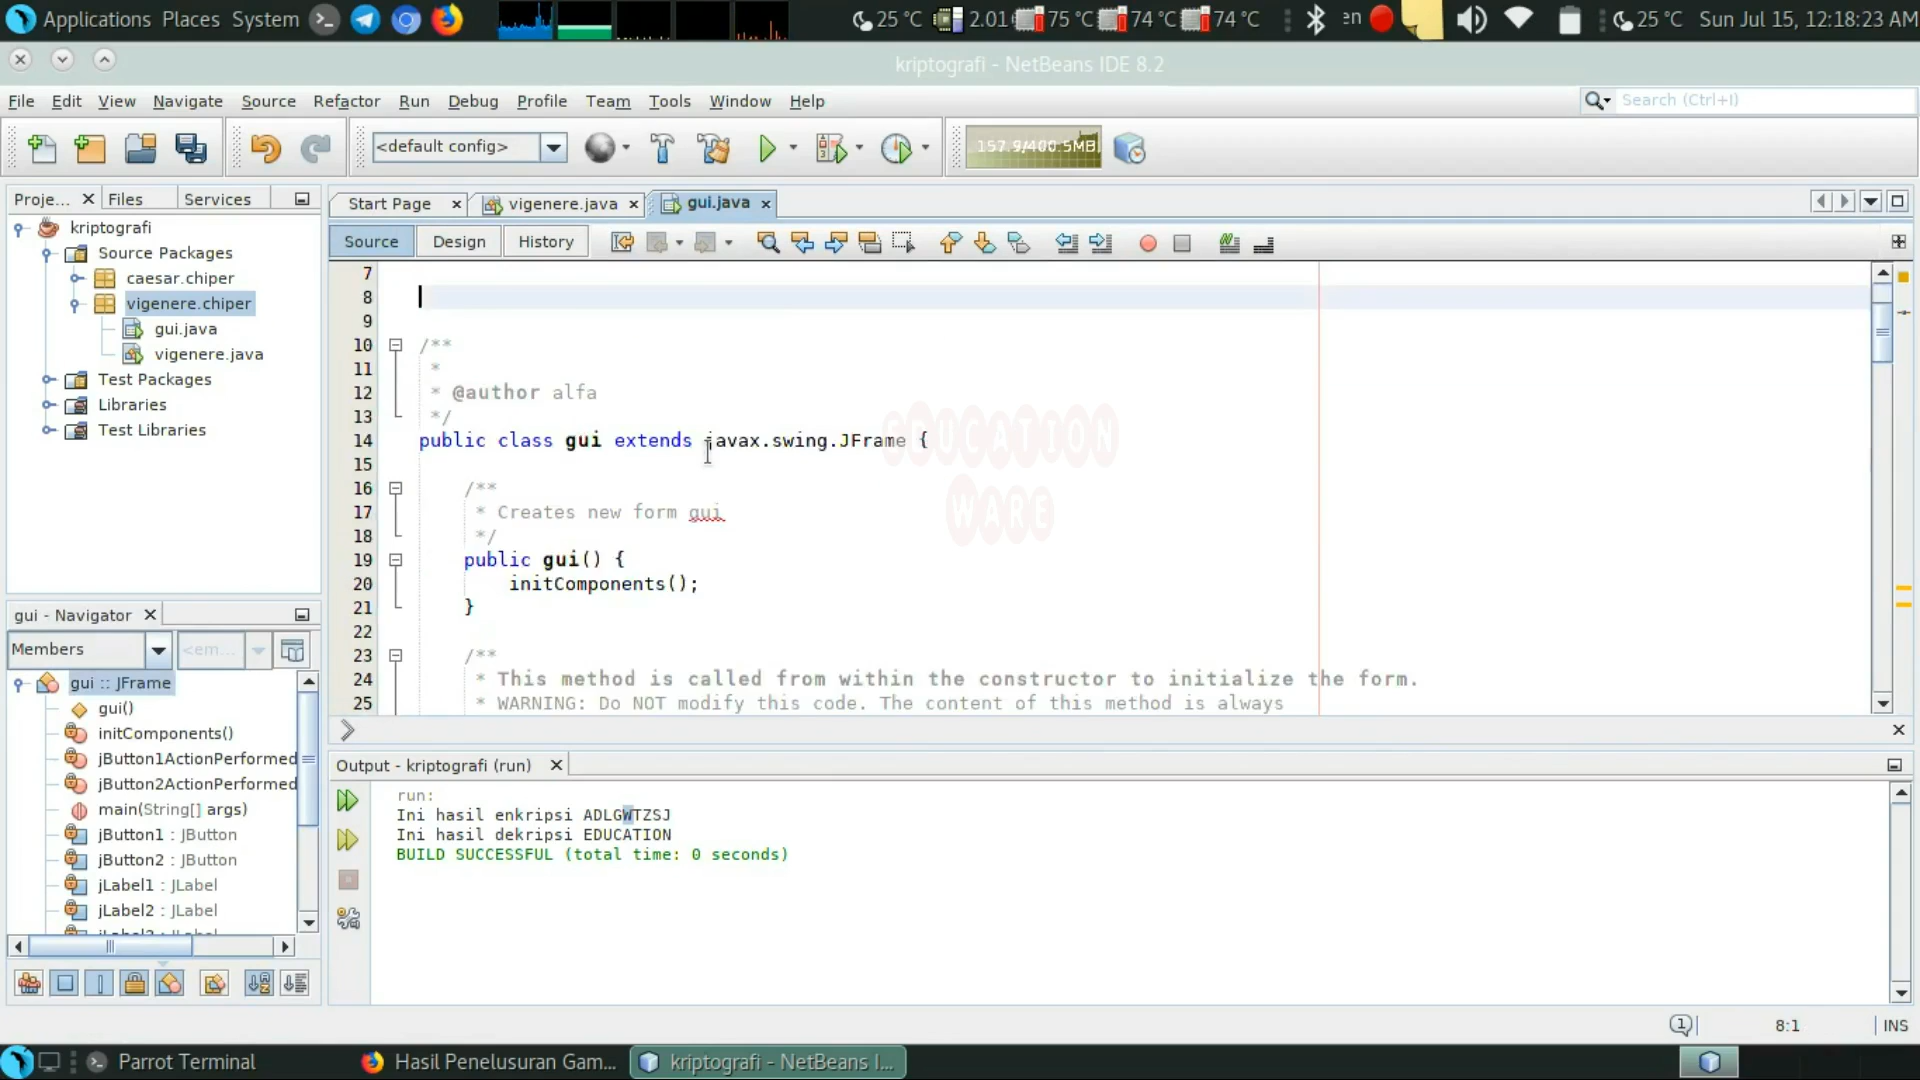 Applications Places System
25 °C 2.01 75 °C 74 °C 74 °C en 25 °C Sun Jul 15, 12:18:23 AM
kriptografi - NetBeans IDE 8.2
File Edit View Navigate Source Refactor Run Debug Profile Team Tools Window Help
Search (Ctrl+I)
<default config>
157.9/400.5MB
Proje... Files Services
Start Page vigenere.java gui.java
kriptografi
Source Packages
caesar.chiper
vigenere.chiper
gui.java
vigenere.java
Test Packages
Libraries
Test Libraries
Source Design History
7
8
9
10 /**
11 *
12 * @author alfa
13 */
14 public class gui extends javax.swing.JFrame {
15
16 /**
17 * Creates new form gui
18 */
19 public gui() {
20 initComponents();
21 }
22
23 /**
24 * This method is called from within the constructor to initialize the form.
25 * WARNING: Do NOT modify this code. The content of this method is always
EDUCATION
WARE
gui - Navigator
Members
<em...
gui :: JFrame
gui()
initComponents()
jButton1ActionPerformed
jButton2ActionPerformed
main(String[] args)
jButton1 : JButton
jButton2 : JButton
jLabel1 : JLabel
jLabel2 : JLabel
Output - kriptografi (run)
run:
Ini hasil enkripsi ADLGWTZSJ
Ini hasil dekripsi EDUCATION
BUILD SUCCESSFUL (total time: 0 seconds)
1 8:1 INS
Parrot Terminal
Hasil Penelusuran Gam...
kriptografi - NetBeans I...